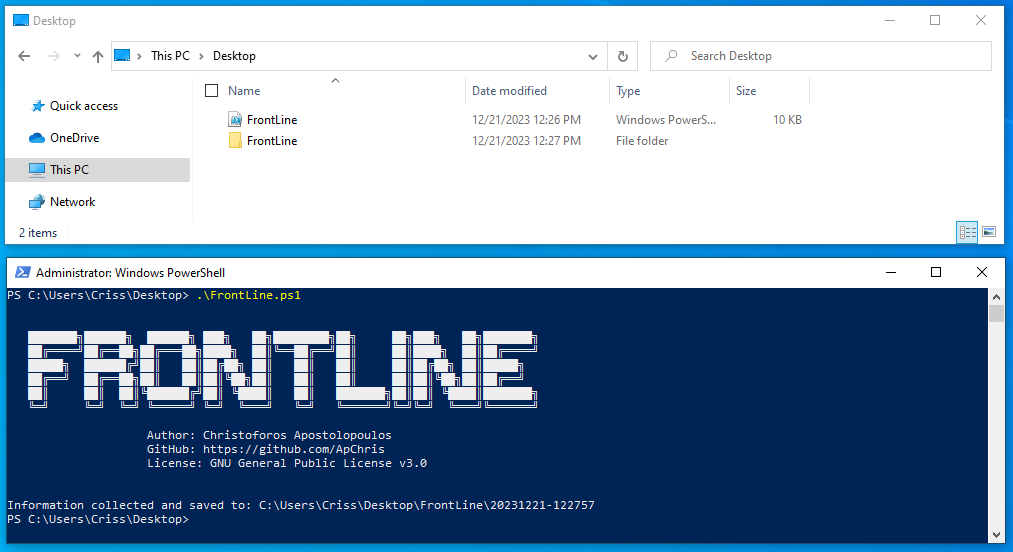 Desktop
This PC > Desktop
Search Desktop
Name Date modified Type Size
Quick access
OneDrive
This PC
Network
FrontLine 12/21/2023 12:26 PM Windows PowerS... 10 KB
FrontLine 12/21/2023 12:27 PM File folder
2 items
Administrator: Windows PowerShell
PS C:\Users\Criss\Desktop> .\FrontLine.ps1
FRONTLINE
Author: Christoforos Apostolopoulos
GitHub: https://github.com/ApChris
License: GNU General Public License v3.0
Information collected and saved to: C:\Users\Criss\Desktop\FrontLine\20231221-122757
PS C:\Users\Criss\Desktop>